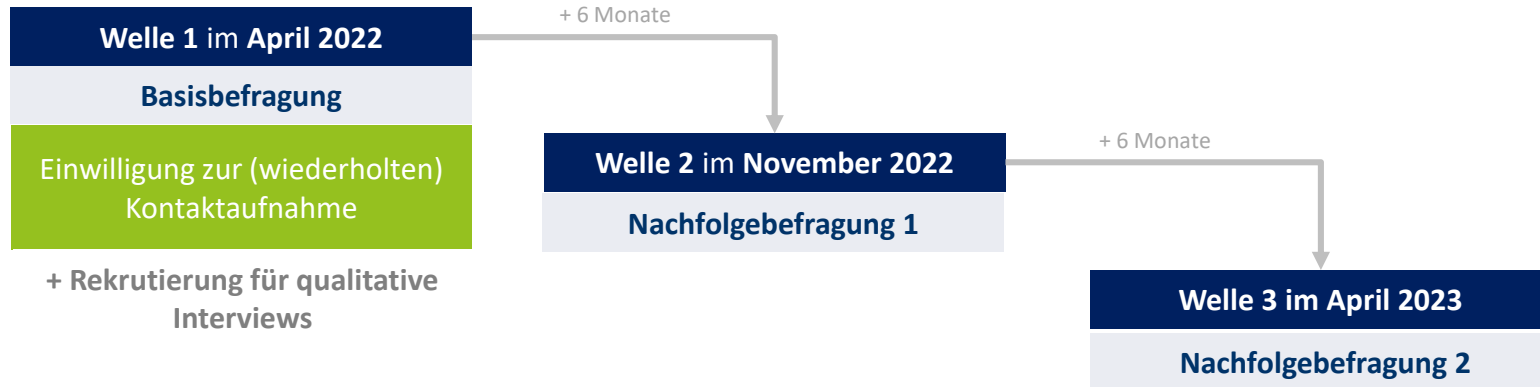 Welle 1 im April 2022
Basisbefragung
Einwilligung zur (wiederholten)
Kontaktaufnahme
+ Rekrutierung für qualitative
Interviews
+ 6 Monate
Welle 2 im November 2022
Nachfolgebefragung 1
+ 6 Monate
Welle 3 im April 2023
Nachfolgebefragung 2